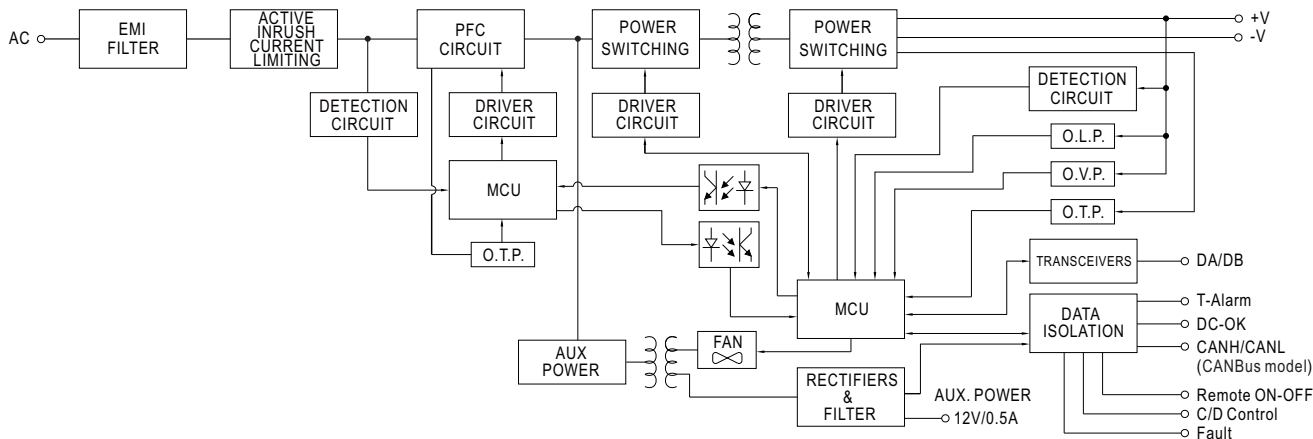 AC
EMI
FILTER
ACTIVE
INRUSH
CURRENT
LIMITING
PFC
CIRCUIT
POWER
SWITCHING
POWER
SWITCHING
+V
-V
DETECTION
CIRCUIT
DRIVER
CIRCUIT
DRIVER
CIRCUIT
DRIVER
CIRCUIT
DETECTION
CIRCUIT
O.L.P.
O.V.P.
O.T.P.
MCU
O.T.P.
MCU
TRANSCEIVERS
DA/DB
DATA
ISOLATION
T-Alarm
DC-OK
CANH/CANL
(CANBus model)
Remote ON-OFF
C/D Control
Fault
AUX
POWER
FAN
RECTIFIERS
&
FILTER
AUX. POWER
12V/0.5A